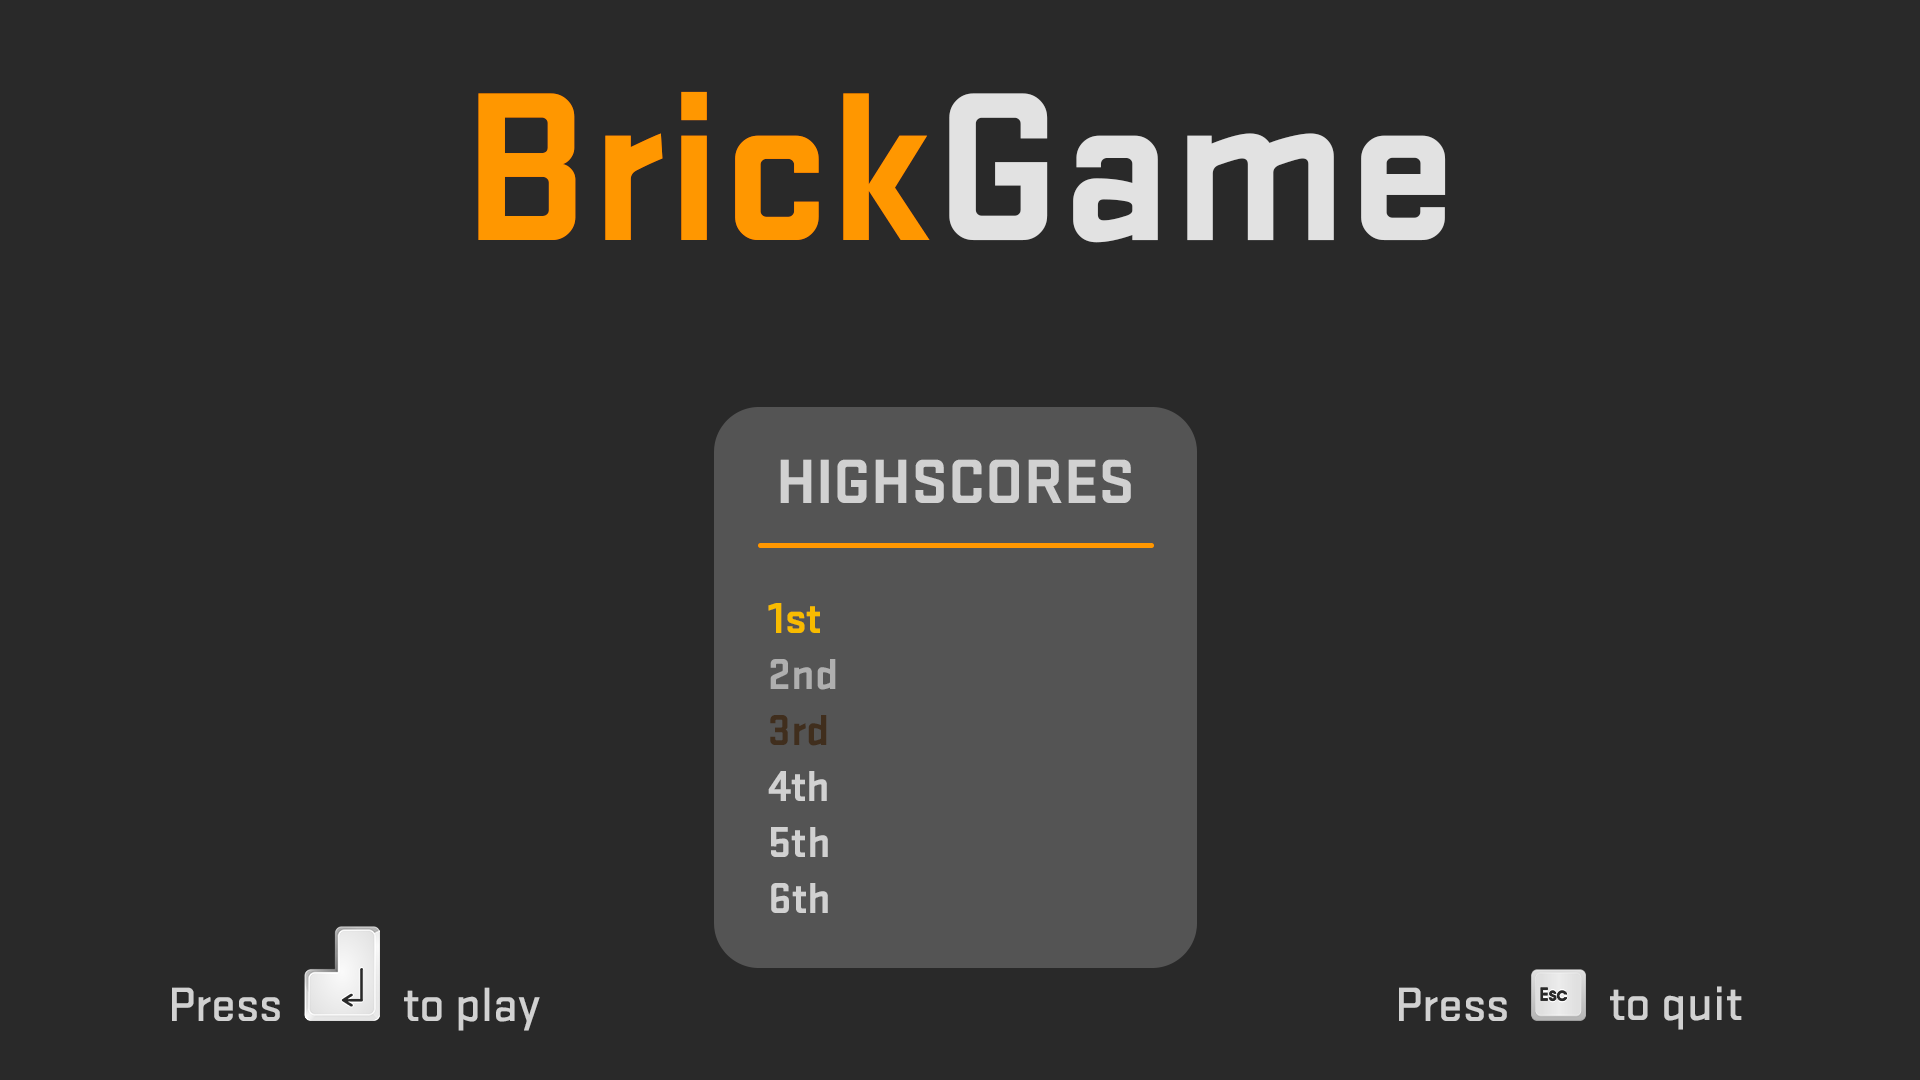 BrickGame
HIGHSCORES
1st
2nd
3rd
4th
5th
6th
Press to play
Press Esc to quit